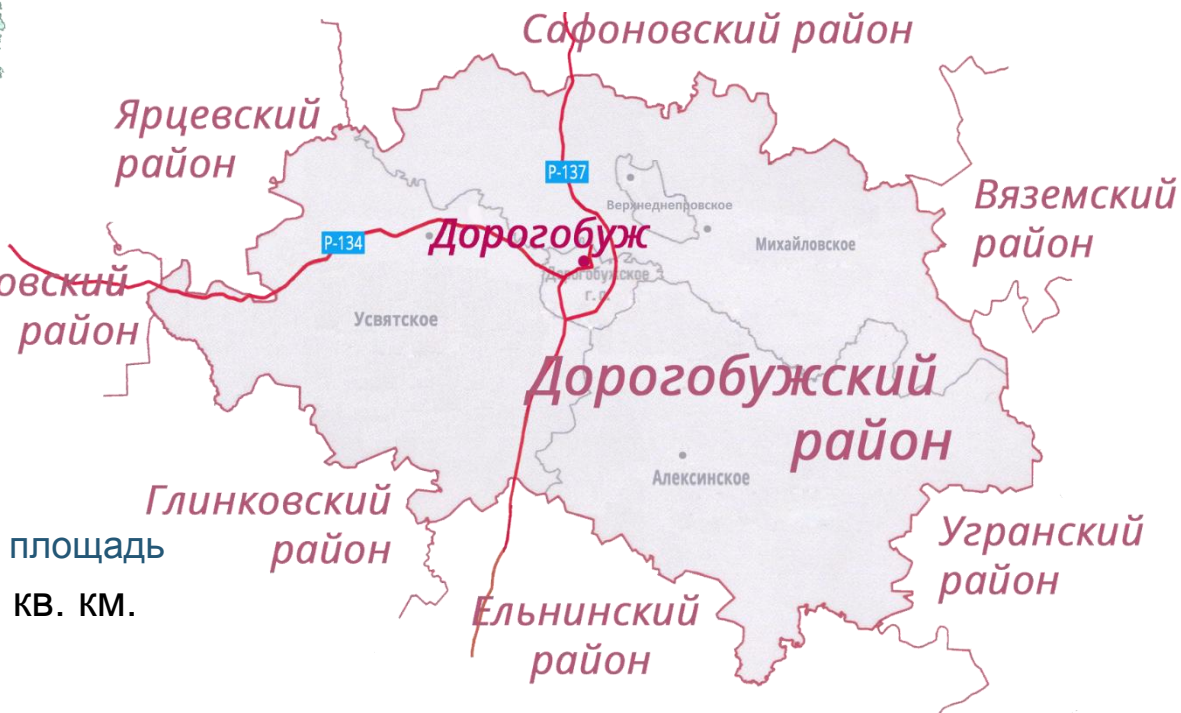 Сафоновский район
Ярцевский
район
Р-137
Вяземский
район
Верхнеднепровское
Михайловское
Дорогобуж
Р-134
Дорогобужское
г. п.
овский
район
Усвятское
Дорогобужский
район
Алексинское
Глинковский
район
Угранский
район
площадь
кв. км.
Ельнинский
район